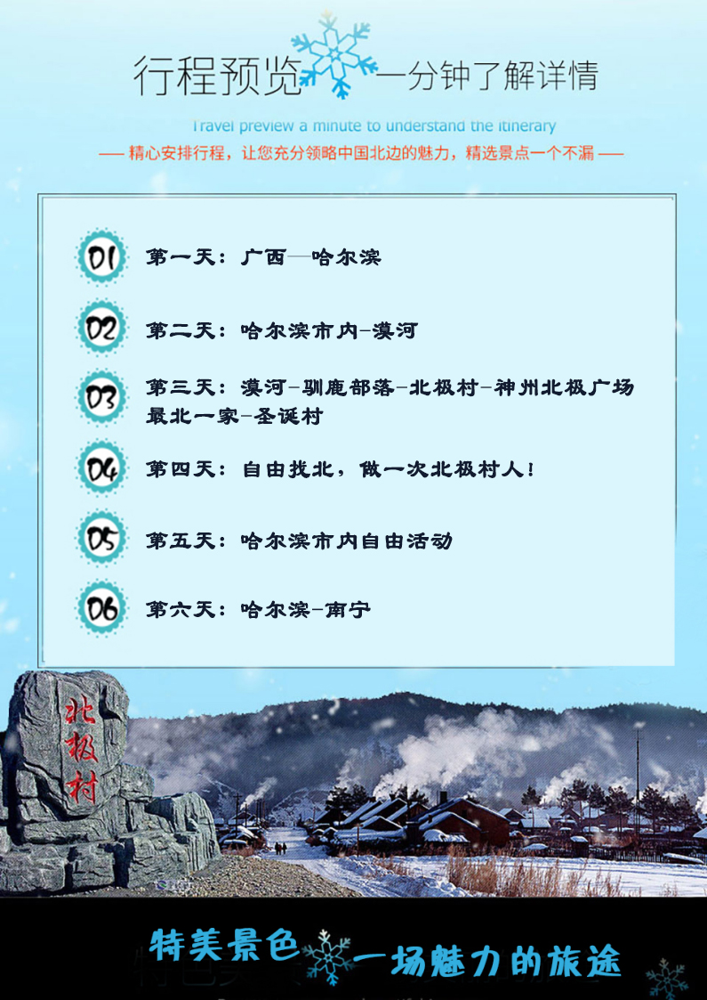 行程预览
一分钟了解详情
Travel preview a minute to understand the itinerary
—— 精心安排行程，让您充分领略中国北边的魅力，精选景点一个不漏 ——
01 第一天：广西—哈尔滨
02 第二天：哈尔滨市内-漠河
03 第三天：漠河-驯鹿部落-北极村-神州北极广场
最北一家-圣诞村
04 第四天：自由找北，做一次北极村人！
05 第五天：哈尔滨市内自由活动
06 第六天：哈尔滨-南宁
北极村
特美景色
一场魅力的旅途